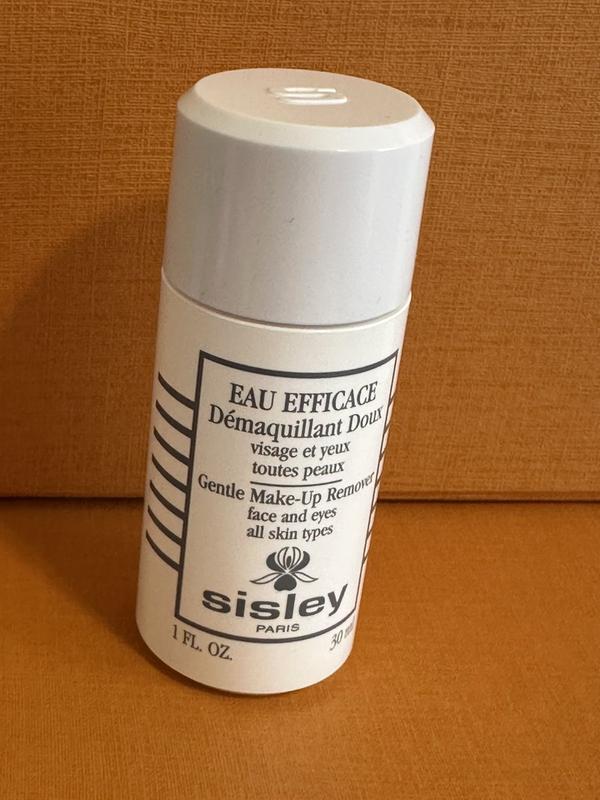 EAU EFFICACE
Démaquillant Doux
visage et yeux
toutes peaux
Gentle Make-Up Remover
face and eyes
all skin types
sisley
PARIS
1 FL. OZ. 30 ml